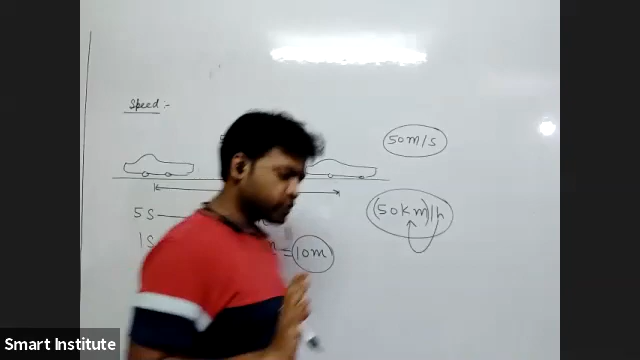 Speed :-
50m/s
(50km)/h
5S
1S
= 10m
Smart Institute